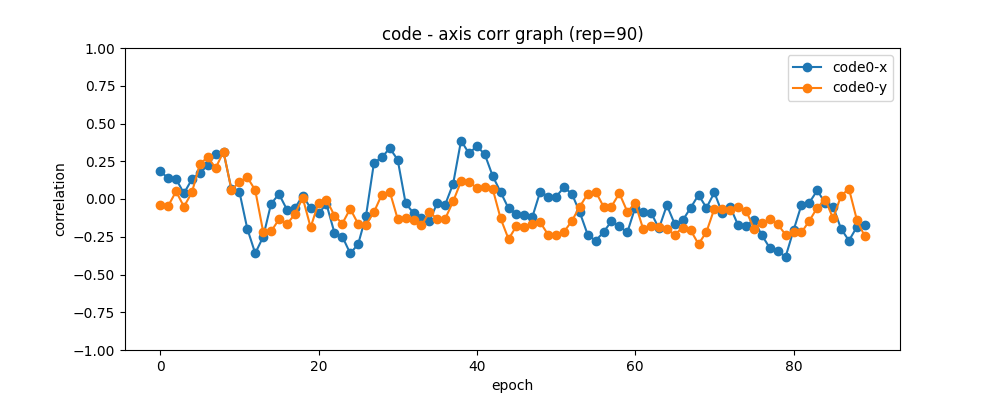 code - axis corr graph (rep=90)
1.00
0.75
0.50
0.25
0.00
−0.25
−0.50
−0.75
−1.00
correlation
code0-x
code0-y
0 20 40 60 80
epoch